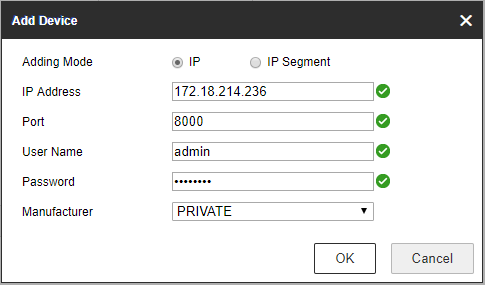 Add Device
Adding Mode IP IP Segment
IP Address 172.18.214.236
Port 8000
User Name admin
Password ••••••••
Manufacturer PRIVATE
OK Cancel